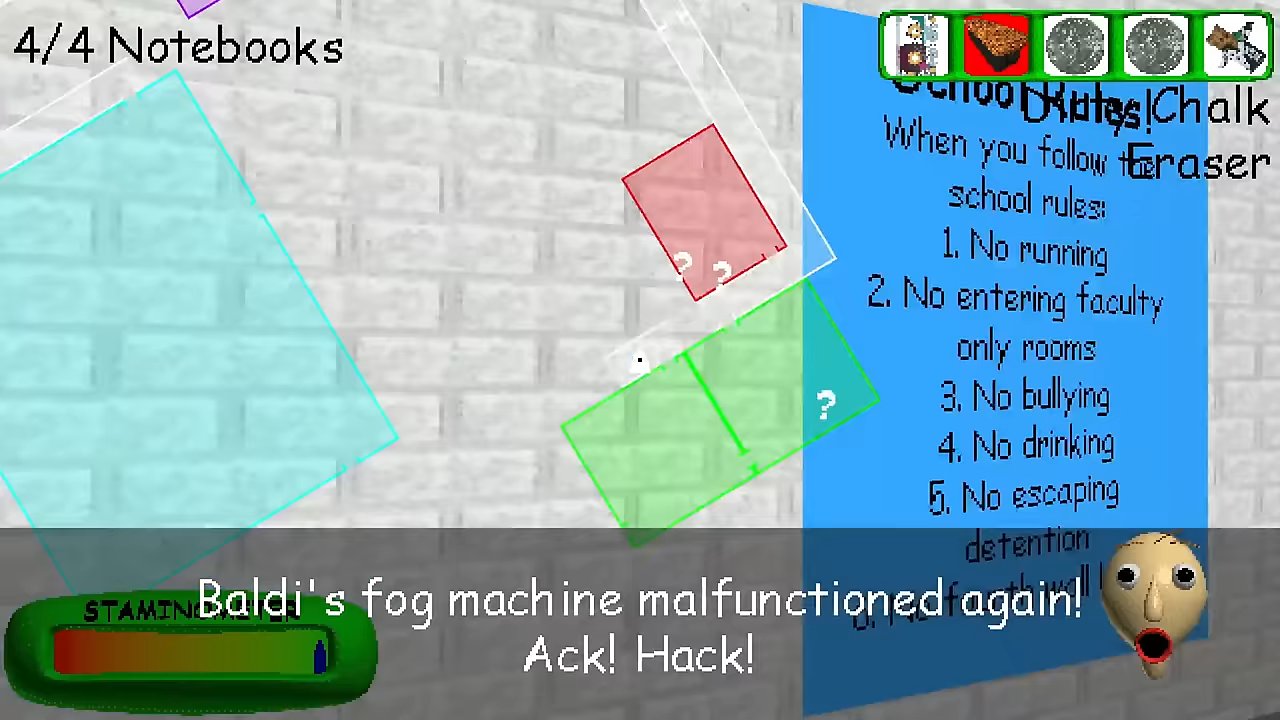 4/4 Notebooks
Dirty Chalk
Eraser
School Rules!
When you follow the
school rules:
1. No running
2. No entering faculty
only rooms
3. No bullying
4. No drinking
5. No escaping
detention
?
?
?
Baldi's fog machine malfunctioned again!
Ack! Hack!